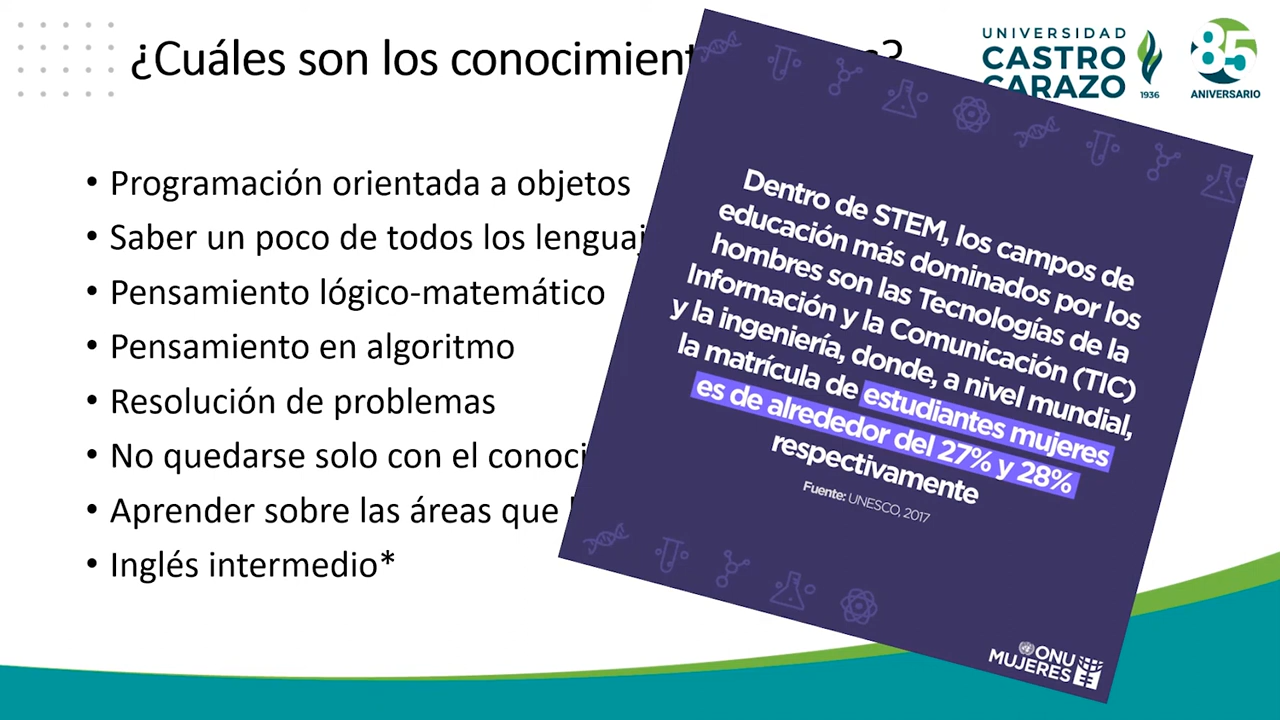 ¿Cuáles son los ?
UNIVERSIDAD
CASTRO
CARAZO
1936
85
ANIVERSARIO
• Programación orientada a objetos
• Saber un poco de todos los
• Pensamiento lógico-matemático
• Pensamiento en algoritmo
• Resolución de problemas
• No quedarse solo con el
• Aprender sobre las áreas que
• Inglés intermedio*
Dentro de STEM, los campos de
educación más dominados por los
hombres son las Tecnologías de la
Información y la Comunicación (TIC)
y la ingeniería, donde, a nivel mundial,
la matrícula de estudiantes mujeres
es de alrededor del 27% y 28%
respectivamente
Fuente: UNESCO, 2017
ONU
MUJERES